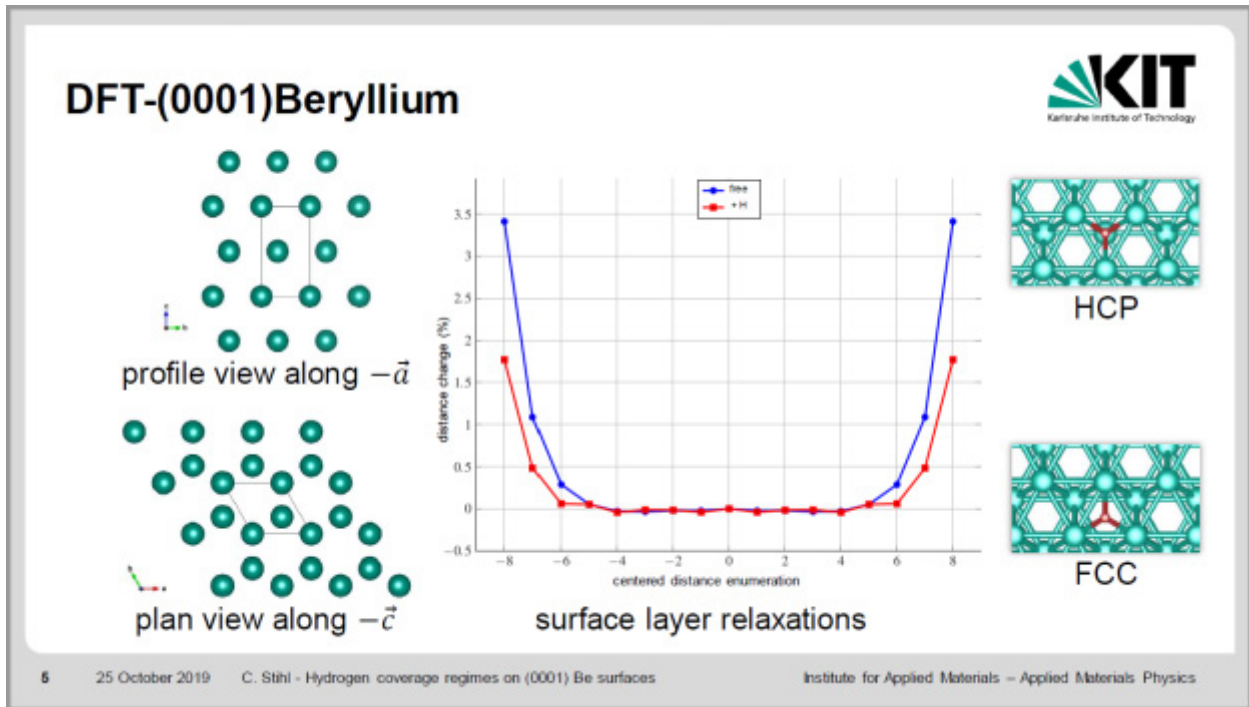 DFT-(0001)Beryllium
KIT
Karlsruhe Institute of Technology
c
b
profile view along −a⃗
b
a
plan view along −c⃗
free
+H
3.5
3
2.5
2
1.5
1
0.5
0
−0.5
distance change (%)
−8 −6 −4 −2 0 2 4 6 8
centered distance enumeration
surface layer relaxations
HCP
FCC
5 25 October 2019 C. Stihl - Hydrogen coverage regimes on (0001) Be surfaces Institute for Applied Materials – Applied Materials Physics